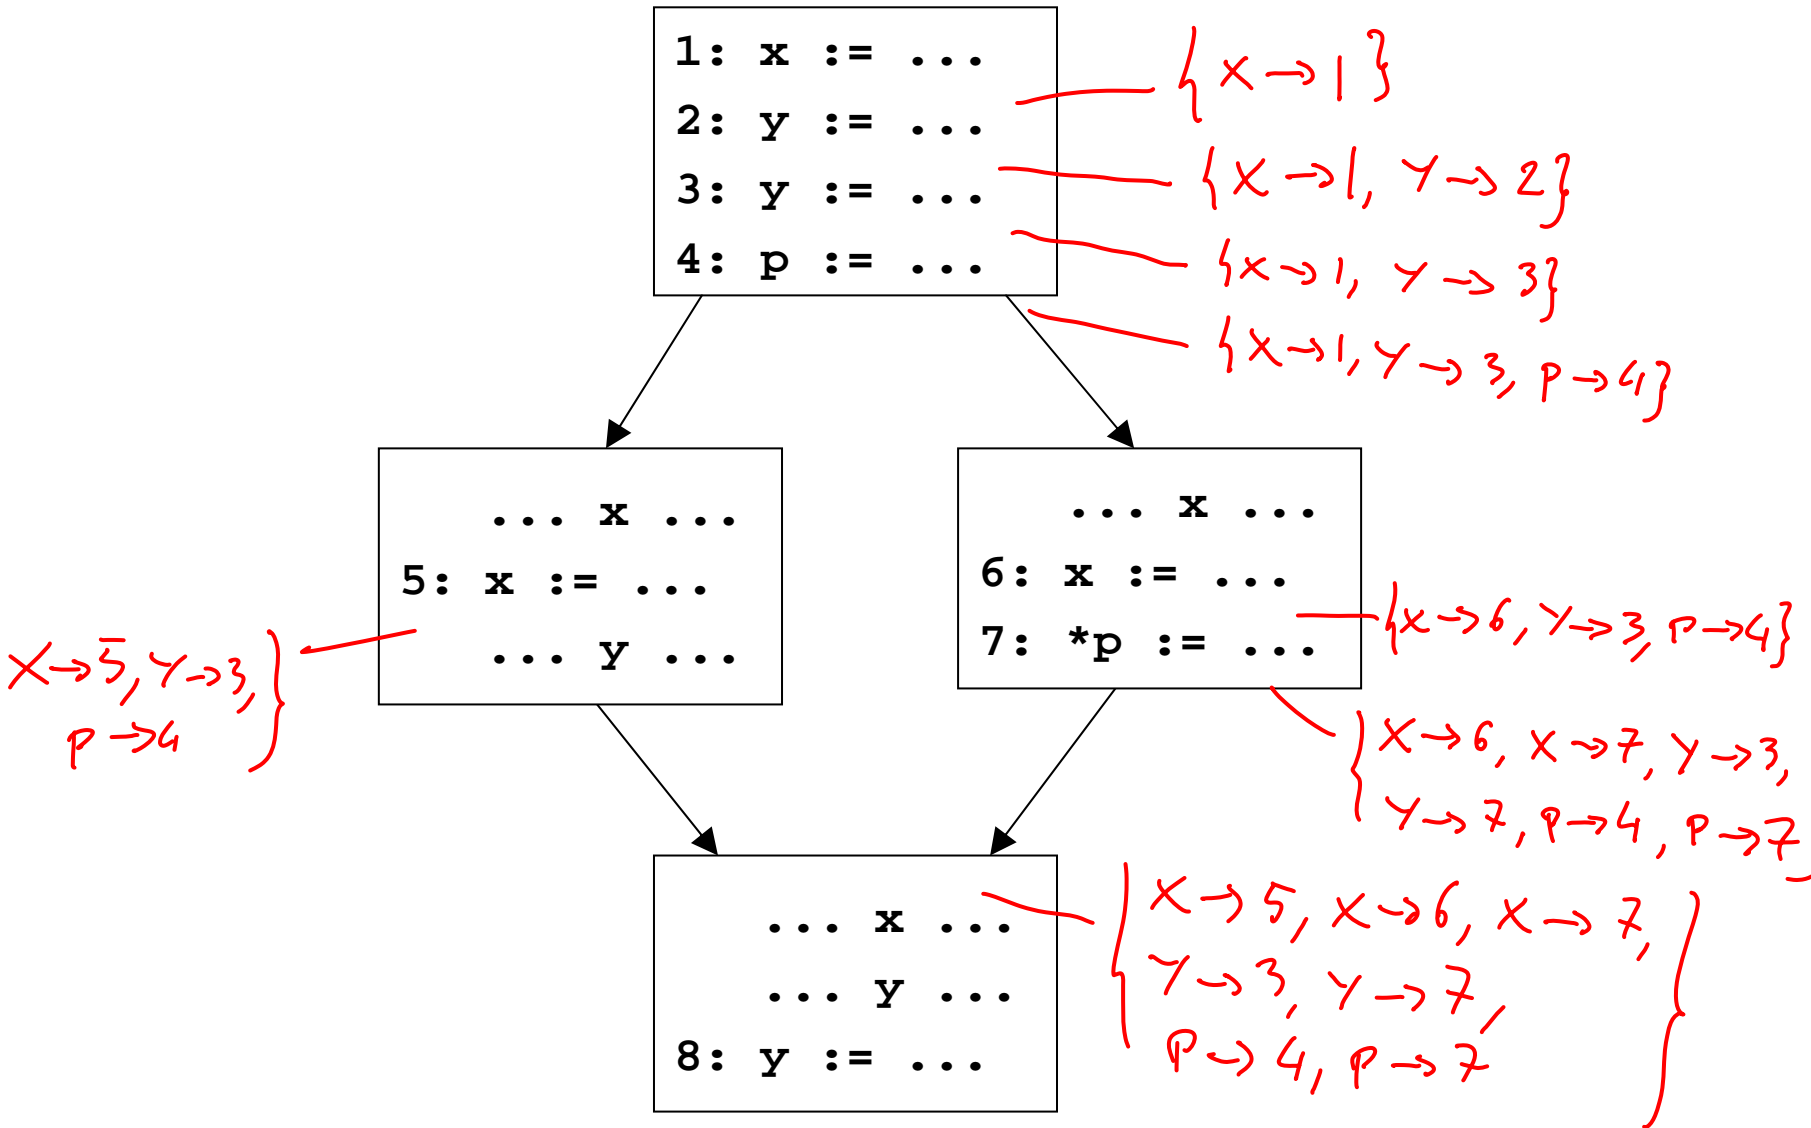 1: x := ...
2: y := ...
3: y := ...
4: p := ...
{ x → 1 }
{ x → 1, y → 2}
{x → 1, y → 3}
{x → 1, y → 3, p → 4}
... x ...
5: x := ...
... y ...
x → 5, y → 3,
p → 4 }
... x ...
6: x := ...
7: *p := ...
{x → 6, y → 3, p → 4}
{ x → 6, x → 7, y → 3,
y → 7, p → 4, p → 7
... x ...
... y ...
8: y := ...
{ x → 5, x → 6, x → 7,
y → 3, y → 7,
p → 4, p → 7 }